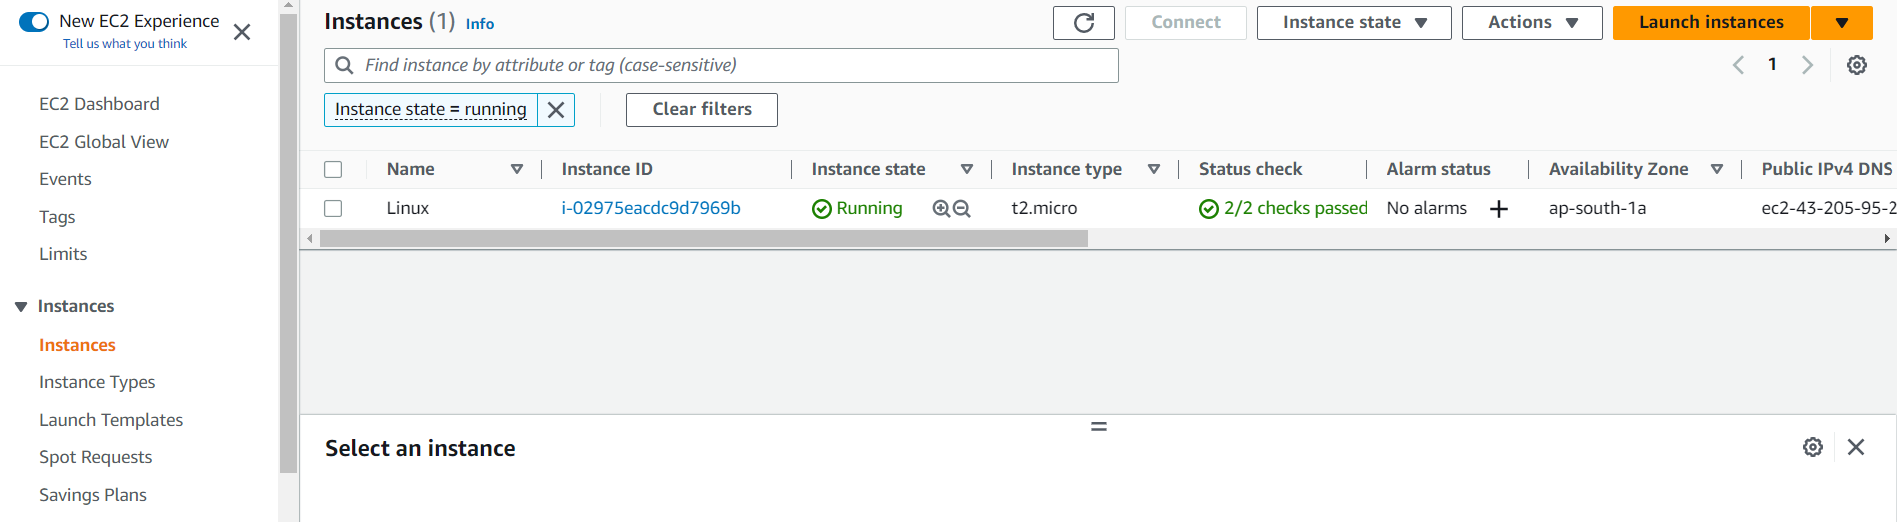 New EC2 Experience
Tell us what you think
EC2 Dashboard
EC2 Global View
Events
Tags
Limits
Instances
Instances
Instance Types
Launch Templates
Spot Requests
Savings Plans
Instances (1) Info
Connect
Instance state
Actions
Launch instances
Find instance by attribute or tag (case-sensitive)
1
Instance state = running
Clear filters
Name Instance ID Instance state Instance type Status check Alarm status Availability Zone Public IPv4 DNS
Linux i-02975eacdc9d7969b Running t2.micro 2/2 checks passed No alarms + ap-south-1a ec2-43-205-95-2
Select an instance